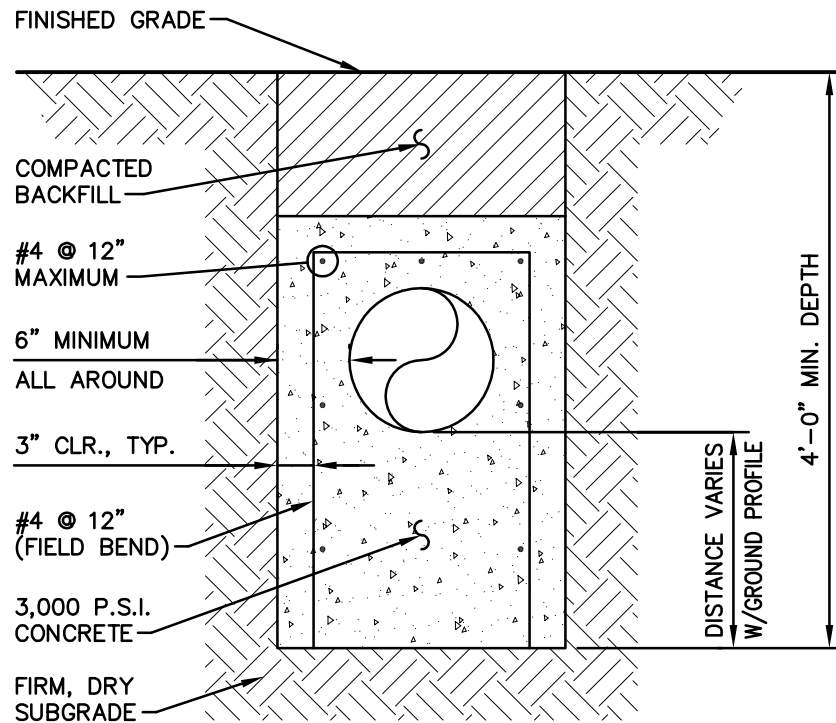 FINISHED GRADE
COMPACTED
BACKFILL
#4 @ 12”
MAXIMUM
6” MINIMUM
ALL AROUND
3” CLR., TYP.
#4 @ 12”
(FIELD BEND)
3,000 P.S.I.
CONCRETE
FIRM, DRY
SUBGRADE
DISTANCE VARIES
W/GROUND PROFILE
4’-0” MIN. DEPTH